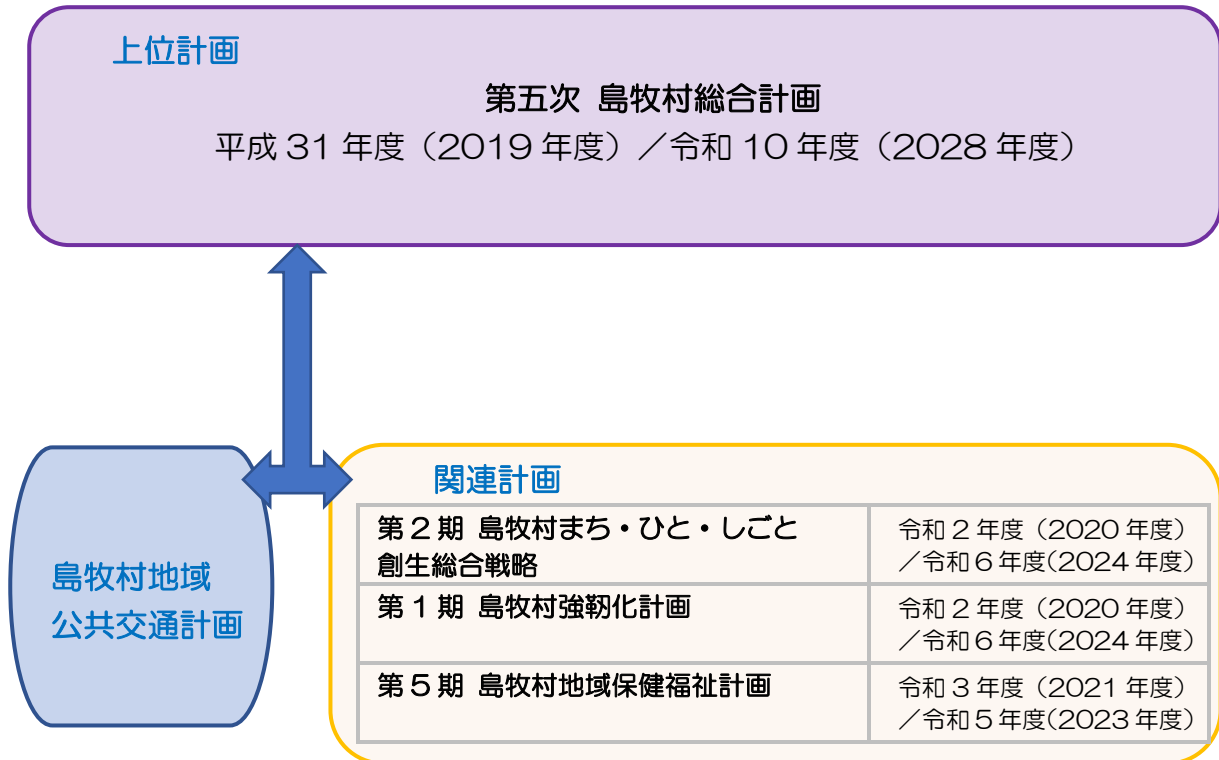 上位計画
第五次 島牧村総合計画
平成 31 年度（2019 年度）／令和 10 年度（2028 年度）
島牧村地域
公共交通計画
関連計画
第 2 期 島牧村まち・ひと・しごと
創生総合戦略
令和 2 年度（2020 年度）
／令和 6 年度(2024 年度)
第 1 期 島牧村強靭化計画
令和 2 年度（2020 年度）
／令和 6 年度(2024 年度)
第 5 期 島牧村地域保健福祉計画
令和 3 年度（2021 年度）
／令和 5 年度(2023 年度)